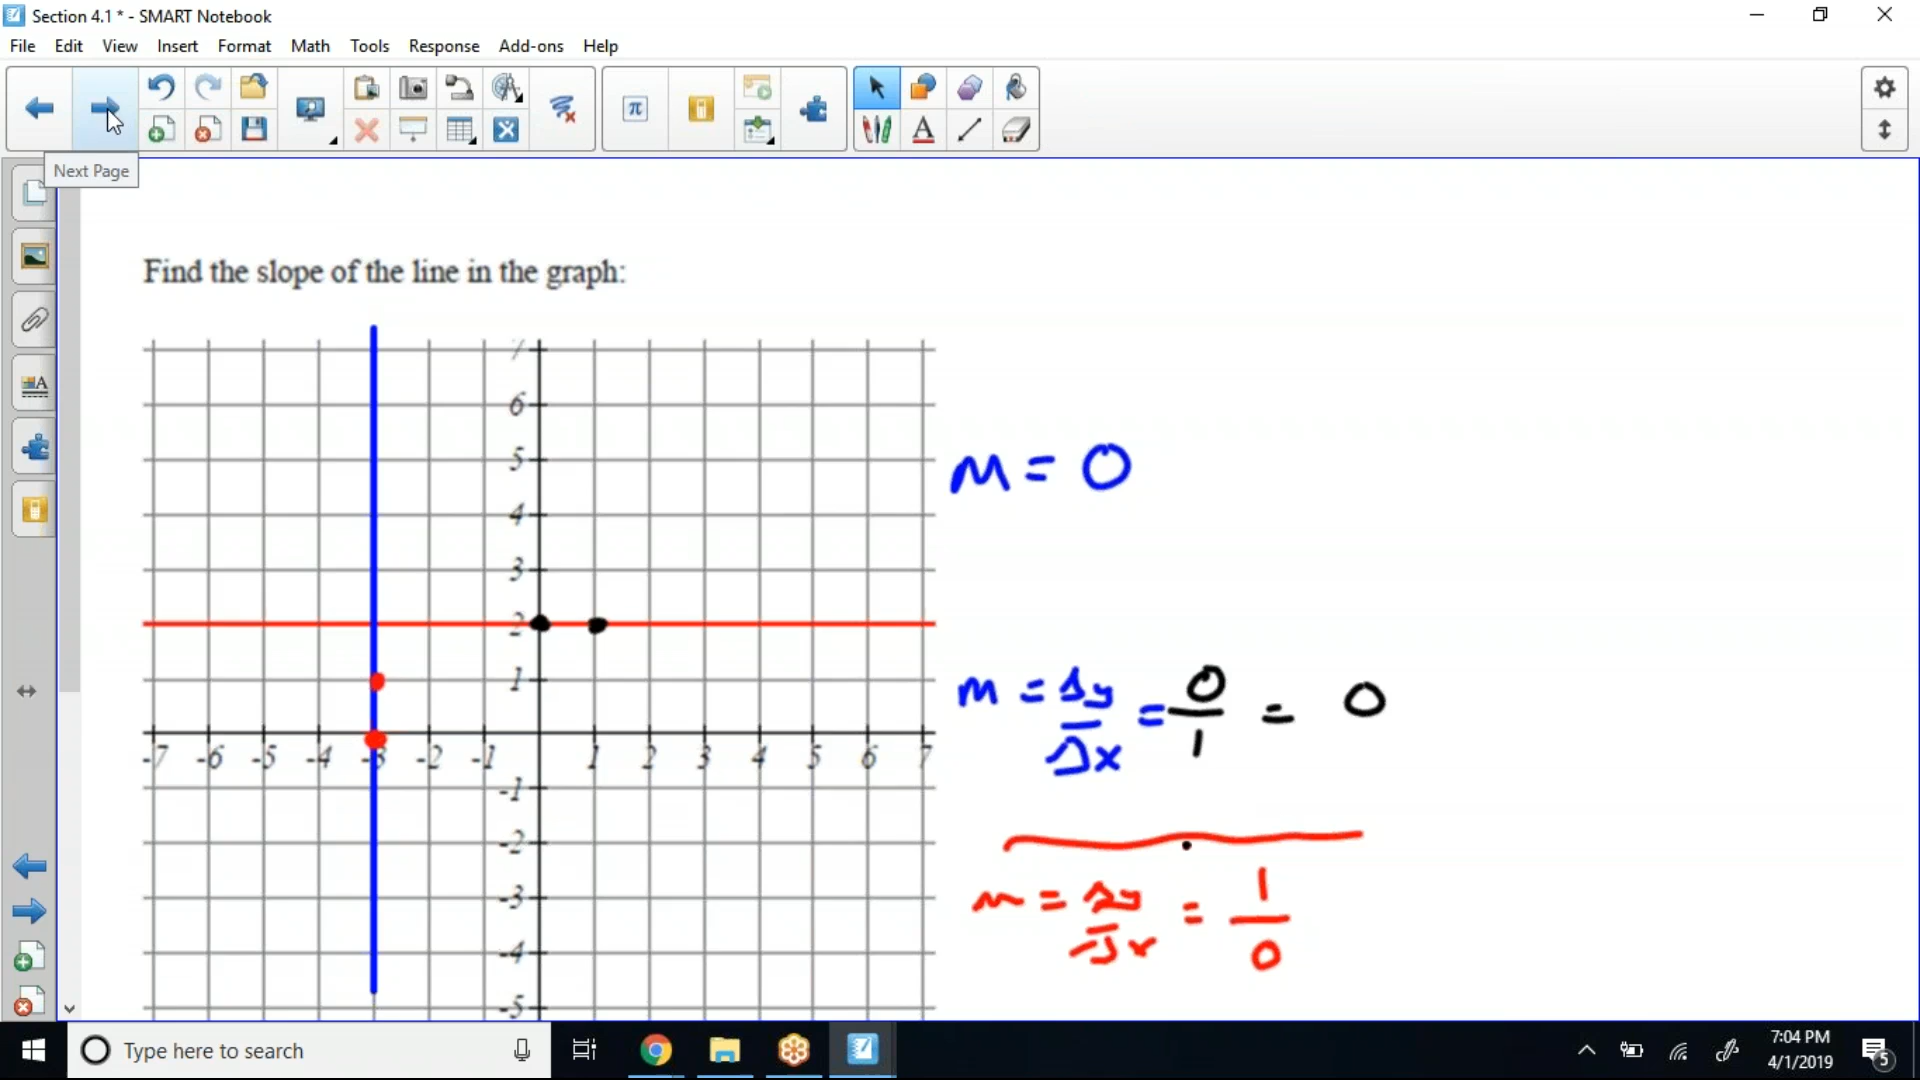 Section 4.1 * - SMART Notebook
File Edit View Insert Format Math Tools Response Add-ons Help
π
A
Next Page
A
Find the slope of the line in the graph:
7
6
5
4
3
2
1
-7 -6 -5 -4 -3 -2 -1 1 2 3 4 5 6 7
-1
-2
-3
-4
-5
m = 0
m = Δy = 0 = 0
Δx 1
m = Δy = 1
Δx 0
Type here to search
7:04 PM
4/1/2019
5